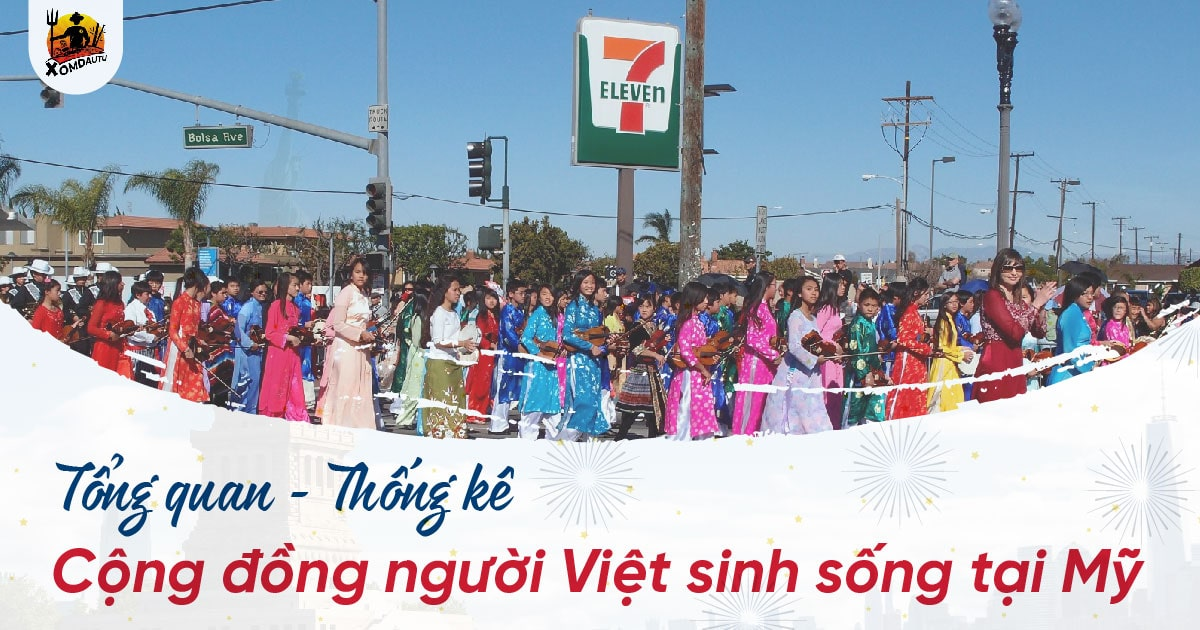 XOMDAUTU
Bolsa Ave
7
ELEVEn
Tổng quan - Thống kê
Cộng đồng người Việt sinh sống tại Mỹ